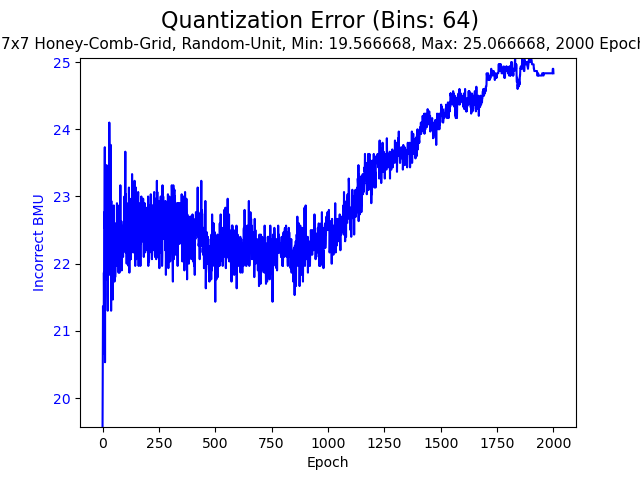 Quantization Error (Bins: 64)
7x7 Honey-Comb-Grid, Random-Unit, Min: 19.566668, Max: 25.066668, 2000 Epoch
25
24
23
22
21
20
Incorrect BMU
0 250 500 750 1000 1250 1500 1750 2000
Epoch